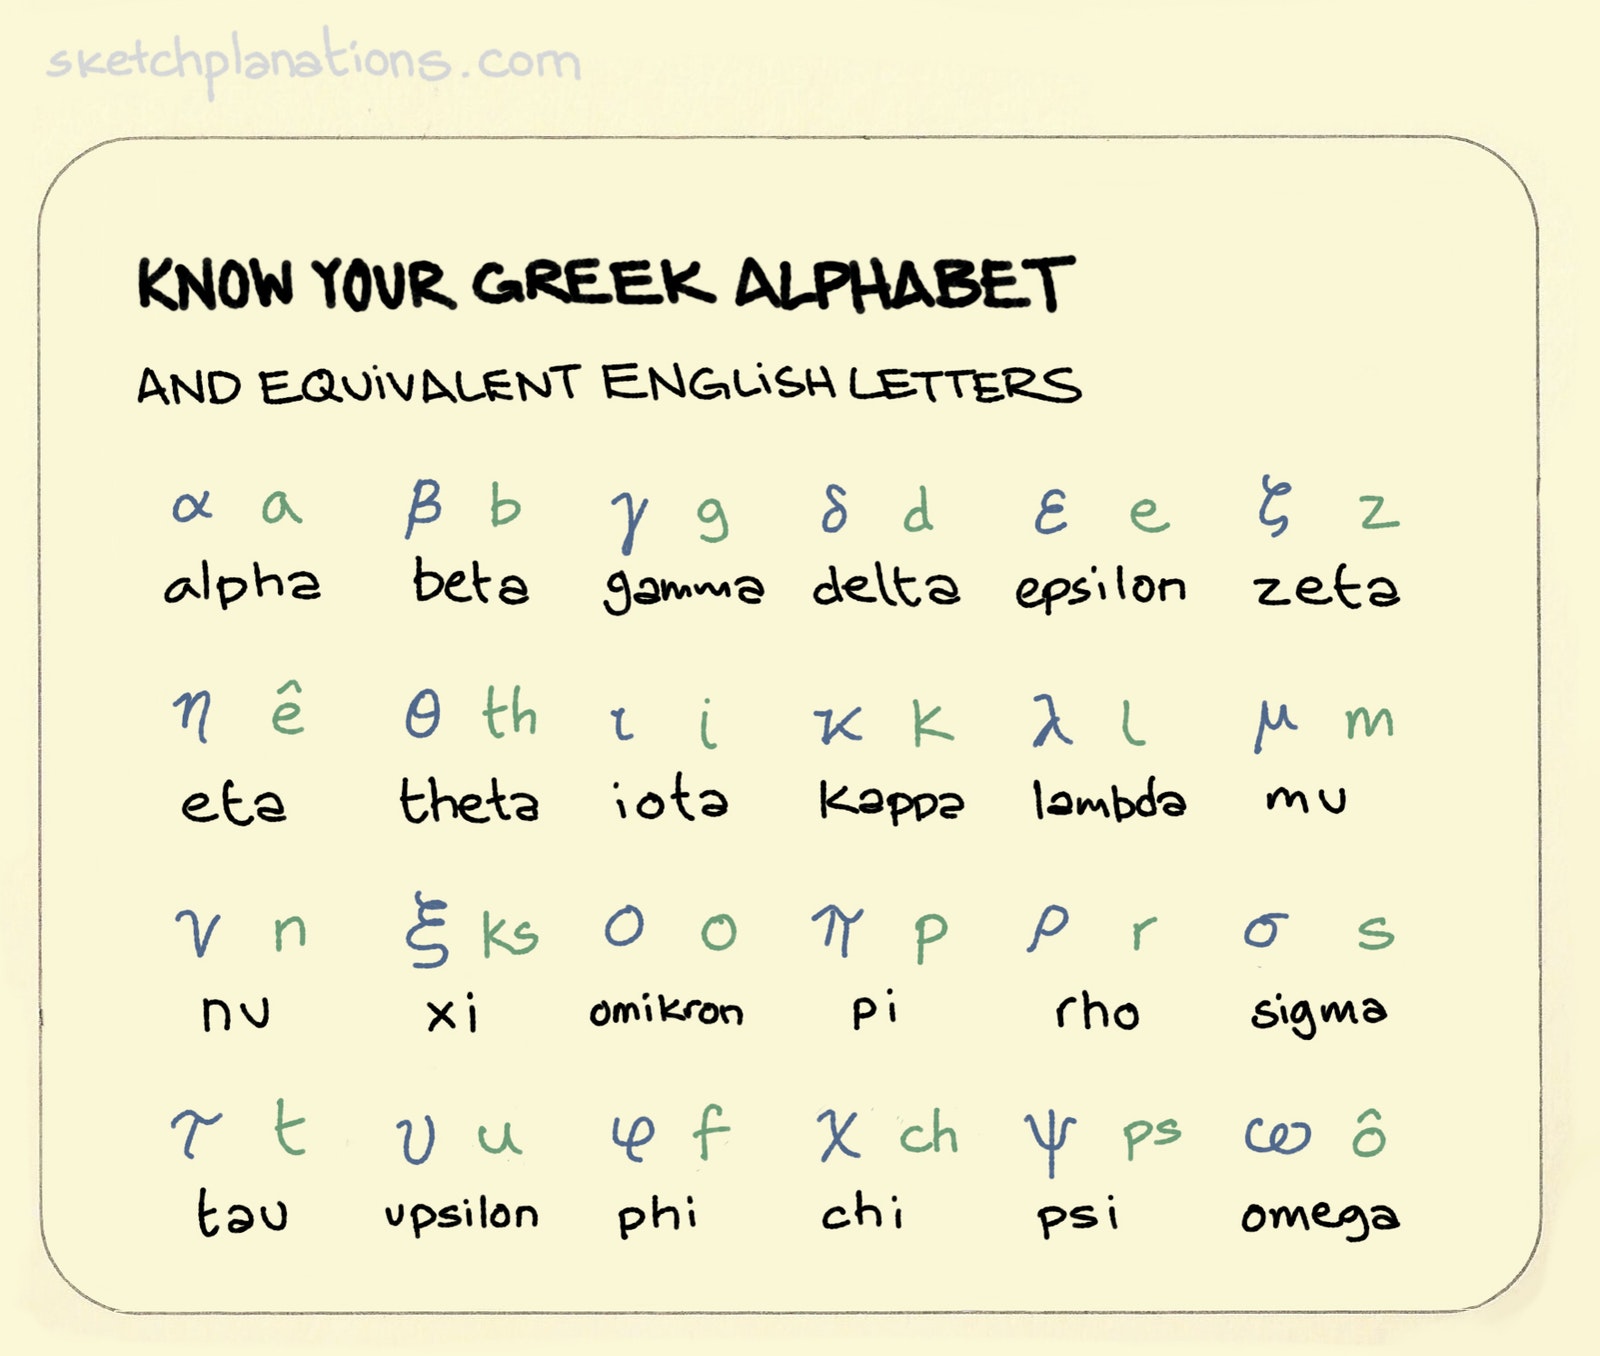 sketchplanations.com
KNOW YOUR GREEK ALPHABET
AND EQUIVALENT ENGLISH LETTERS
α a β b γ g δ d ε e ζ z
alpha beta gamma delta epsilon zeta
η ê θ th ι i κ k λ l μ m
eta theta iota kappa lambda mu
ν n ξ ks ο o π p ρ r σ s
nu xi omikron pi rho sigma
τ t υ u φ f χ ch ψ ps ω ô
tau upsilon phi chi psi omega